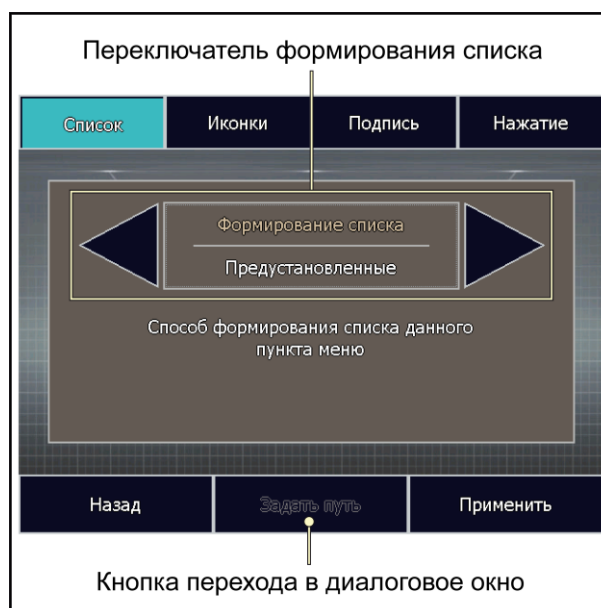 Переключатель формирования списка
Список Иконки Подпись Нажатие
Формирование списка
Предустановленные
Способ формирования списка данного
пункта меню
Назад Задать путь Применить
Кнопка перехода в диалоговое окно